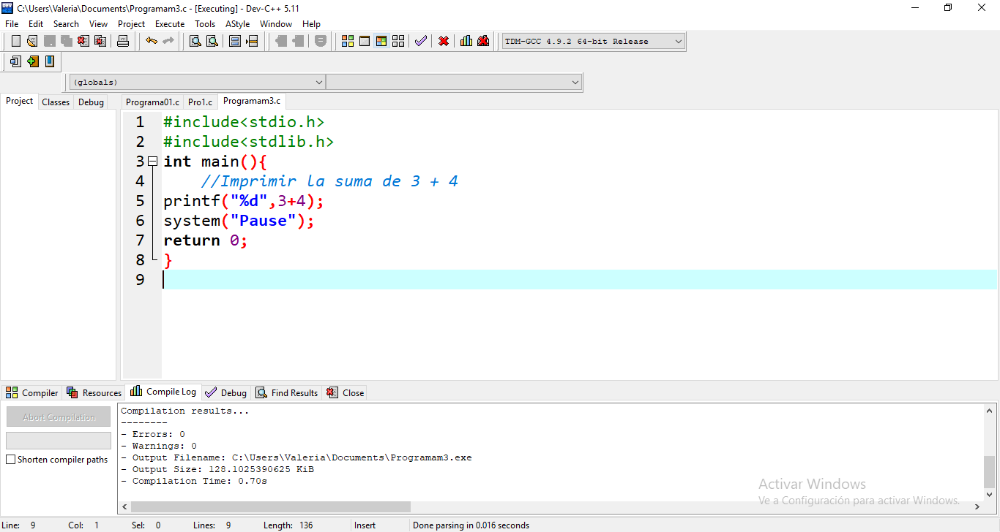 C:\Users\Valeria\Documents\Programam3.c - [Executing] - Dev-C++ 5.11
File Edit Search View Project Execute Tools AStyle Window Help
TDM-GCC 4.9.2 64-bit Release
(globals)
Project Classes Debug Programa01.c Pro1.c Programam3.c
1 #include<stdio.h>
2 #include<stdlib.h>
3 int main(){
4 //Imprimir la suma de 3 + 4
5 printf("%d",3+4);
6 system("Pause");
7 return 0;
8 }
9
Compiler Resources Compile Log Debug Find Results Close
Abort Compilation
Shorten compiler paths
Compilation results...
--------
- Errors: 0
- Warnings: 0
- Output Filename: C:\Users\Valeria\Documents\Programam3.exe
- Output Size: 128.1025390625 KiB
- Compilation Time: 0.70s
Activar Windows
Ve a Configuración para activar Windows.
Line: 9 Col: 1 Sel: 0 Lines: 9 Length: 136 Insert Done parsing in 0.016 seconds